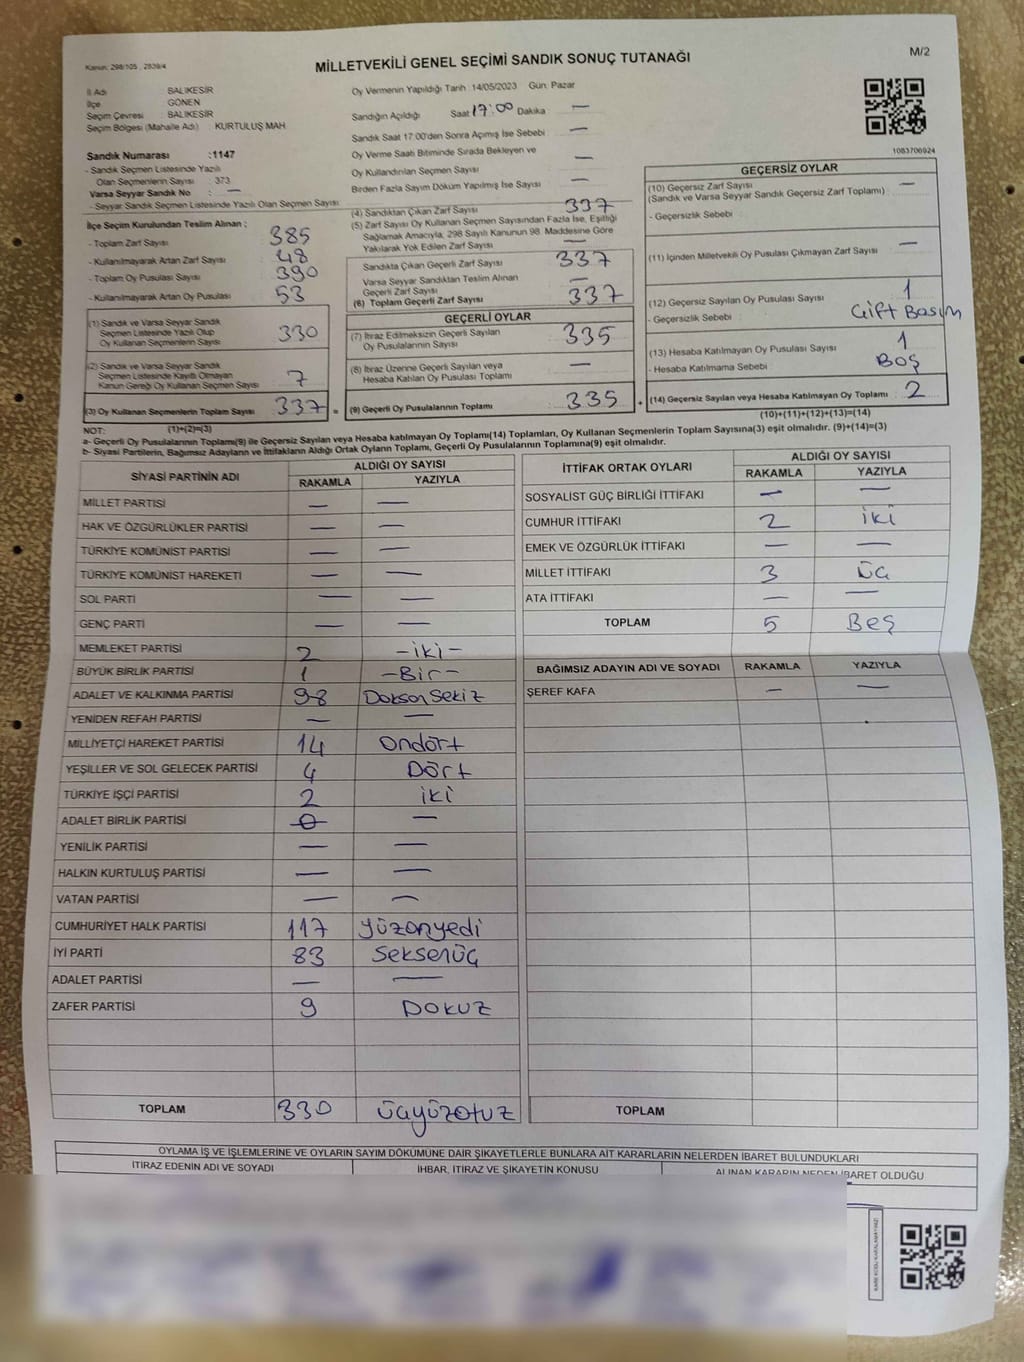 Kanun: 298/105 , 2839/4
MİLLETVEKİLİ GENEL SEÇİMİ SANDIK SONUÇ TUTANAĞI
M/2
İl Adı BALIKESİR
İlçe GÖNEN
Seçim Çevresi BALIKESİR
Seçim Bölgesi (Mahalle Adı) : KURTULUŞ MAH
Sandık Numarası :1147
- Sandık Seçmen Listesinde Yazılı
Olan Seçmenlerin Sayısı : 373
Varsa Seyyar Sandık No : —
- Seyyar Sandık Seçmen Listesinde Yazılı Olan Seçmen Sayısı
İlçe Seçim Kurulundan Teslim Alınan ;
- Toplam Zarf Sayısı 385
- Kullanılmayarak Artan Zarf Sayısı 48
- Toplam Oy Pusulası Sayısı 390
- Kullanılmayarak Artan Oy Pusulası 53
(1) Sandık ve Varsa Seyyar Sandık
Seçmen Listesinde Yazılı Olup
Oy Kullanan Seçmenlerin Sayısı 330
(2) Sandık ve Varsa Seyyar Sandık
Seçmen Listesinde Kayıtlı Olmayan
Kanun Gereği Oy Kullanan Seçmen Sayısı 7
(3) Oy Kullanan Seçmenlerin Toplam Sayısı 337 =
Oy Vermenin Yapıldığı Tarih :14/05/2023 Gün: Pazar
Sandığın Açıldığı Saat 17:00 Dakika —
Sandık Saat 17:00'den Sonra Açımış İse Sebebi —
Oy Verme Saati Bitiminde Sırada Bekleyen ve
Oy Kullandırılan Seçmen Sayısı —
Birden Fazla Sayım Döküm Yapılmış İse Sayısı —
(4) Sandıktan Çıkan Zarf Sayısı 337
(5) Zarf Sayısı Oy Kullanan Seçmen Sayısından Fazla İse, Eşitliği
Sağlamak Amacıyla, 298 Sayılı Kanunun 98. Maddesine Göre
Yakılarak Yok Edilen Zarf Sayısı —
Sandıkta Çıkan Geçerli Zarf Sayısı 337
Varsa Seyyar Sandıktan Teslim Alınan
Geçerli Zarf Sayısı —
(6) Toplam Geçerli Zarf Sayısı 337
GEÇERLİ OYLAR
(7) İtiraz Edilmeksizin Geçerli Sayılan
Oy Pusulalarının Sayısı 335
(8) İtiraz Üzerine Geçerli Sayılan veya
Hesaba Katılan Oy Pusulası Toplamı —
(9) Geçerli Oy Pusulalarının Toplamı 335 +
1083706924
GEÇERSİZ OYLAR
(10) Geçersiz Zarf Sayısı —
(Sandık ve Varsa Seyyar Sandık Geçersiz Zarf Toplamı)
- Geçersizlik Sebebi :
(11) İçinden Milletvekili Oy Pusulası Çıkmayan Zarf Sayısı —
(12) Geçersiz Sayılan Oy Pusulası Sayısı 1
- Geçersizlik Sebebi : Çift Basım
(13) Hesaba Katılmayan Oy Pusulası Sayısı 1
- Hesaba Katılmama Sebebi : BOŞ
(14) Geçersiz Sayılan veya Hesaba Katılmayan Oy Toplamı : 2
NOT: (1)+(2)=(3) (10)+(11)+(12)+(13)=(14)
a- Geçerli Oy Pusulalarının Toplamı(9) ile Geçersiz Sayılan veya Hesaba katılmayan Oy Toplamı(14) Toplamları, Oy Kullanan Seçmenlerin Toplam Sayısına(3) eşit olmalıdır. (9)+(14)=(3)
b- Siyasi Partilerin, Bağımsız Adayların ve İttifakların Aldığı Ortak Oyların Toplamı, Geçerli Oy Pusulalarının Toplamına(9) eşit olmalıdır.
SİYASİ PARTİNİN ADI ALDIĞI OY SAYISI
RAKAMLA YAZIYLA
MİLLET PARTİSİ — —
HAK VE ÖZGÜRLÜKLER PARTİSİ — —
TÜRKİYE KOMÜNİST PARTİSİ — —
TÜRKİYE KOMÜNİST HAREKETİ — —
SOL PARTİ — —
GENÇ PARTİ — —
MEMLEKET PARTİSİ 2 -iki-
BÜYÜK BİRLİK PARTİSİ 1 -Bir-
ADALET VE KALKINMA PARTİSİ 98 Doksan Sekiz
YENİDEN REFAH PARTİSİ — —
MİLLİYETÇİ HAREKET PARTİSİ 14 Ondört
YEŞİLLER VE SOL GELECEK PARTİSİ 4 Dört
TÜRKİYE İŞÇİ PARTİSİ 2 iki
ADALET BİRLİK PARTİSİ 0 —
YENİLİK PARTİSİ — —
HALKIN KURTULUŞ PARTİSİ — —
VATAN PARTİSİ — —
CUMHURİYET HALK PARTİSİ 117 yüzonyedi
İYİ PARTİ 83 seksenüç
ADALET PARTİSİ — —
ZAFER PARTİSİ 9 DOKUZ
TOPLAM 330 üçyüzotuz
İTTİFAK ORTAK OYLARI ALDIĞI OY SAYISI
RAKAMLA YAZIYLA
SOSYALİST GÜÇ BİRLİĞİ İTTİFAKI — —
CUMHUR İTTİFAKI 2 iki
EMEK VE ÖZGÜRLÜK İTTİFAKI — —
MİLLET İTTİFAKI 3 üç
ATA İTTİFAKI — —
TOPLAM 5 Beş
BAĞIMSIZ ADAYIN ADI VE SOYADI RAKAMLA YAZIYLA
ŞEREF KAFA — —
TOPLAM
OYLAMA İŞ VE İŞLEMLERİNE VE OYLARIN SAYIM DÖKÜMÜNE DAİR ŞİKAYETLERLE BUNLARA AİT KARARLARIN NELERDEN İBARET BULUNDUKLARI
İTİRAZ EDENİN ADI VE SOYADI İHBAR, İTİRAZ VE ŞİKAYETİN KONUSU ALINAN KARARIN NEDEN İBARET OLDUĞU